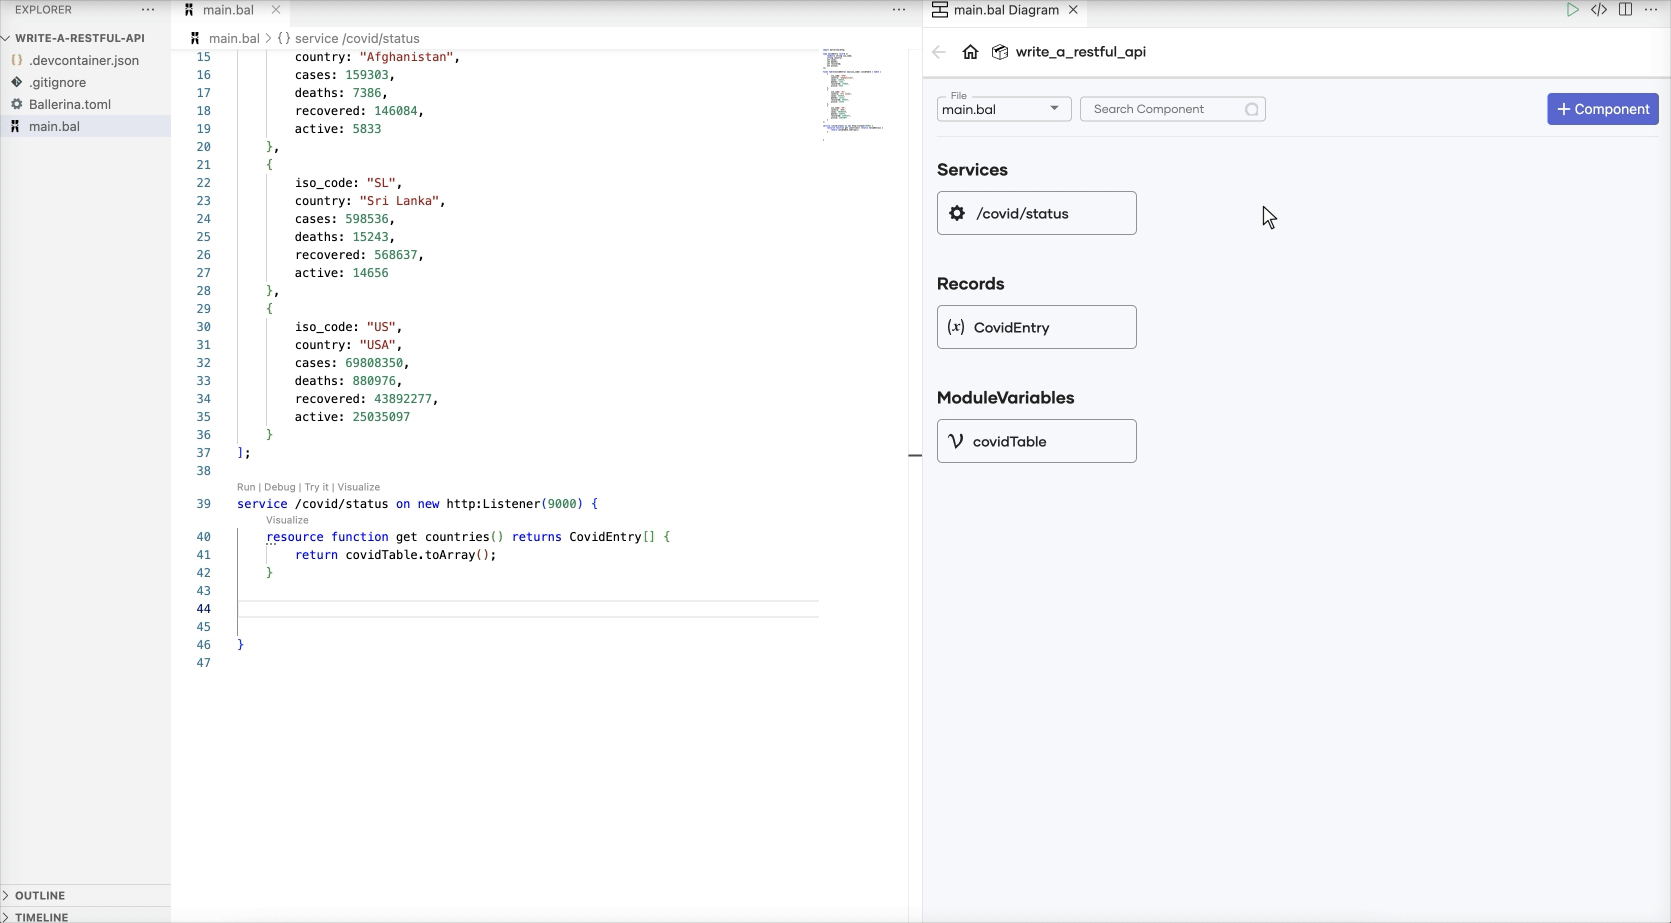 EXPLORER
WRITE-A-RESTFUL-API
.devcontainer.json
.gitignore
Ballerina.toml
main.bal
OUTLINE
TIMELINE
main.bal
main.bal > {} service /covid/status
15 country: "Afghanistan",
16 cases: 159303,
17 deaths: 7386,
18 recovered: 146084,
19 active: 5833
20 },
21 {
22 iso_code: "SL",
23 country: "Sri Lanka",
24 cases: 598536,
25 deaths: 15243,
26 recovered: 568637,
27 active: 14656
28 },
29 {
30 iso_code: "US",
31 country: "USA",
32 cases: 69808350,
33 deaths: 880976,
34 recovered: 43892277,
35 active: 25035097
36 }
37 ];
38
Run | Debug | Try it | Visualize
39 service /covid/status on new http:Listener(9000) {
Visualize
40 resource function get countries() returns CovidEntry[] {
41 return covidTable.toArray();
42 }
43
44
45
46 }
47
main.bal Diagram
write_a_restful_api
File
main.bal
Search Component
+ Component
Services
/covid/status
Records
(x) CovidEntry
ModuleVariables
covidTable